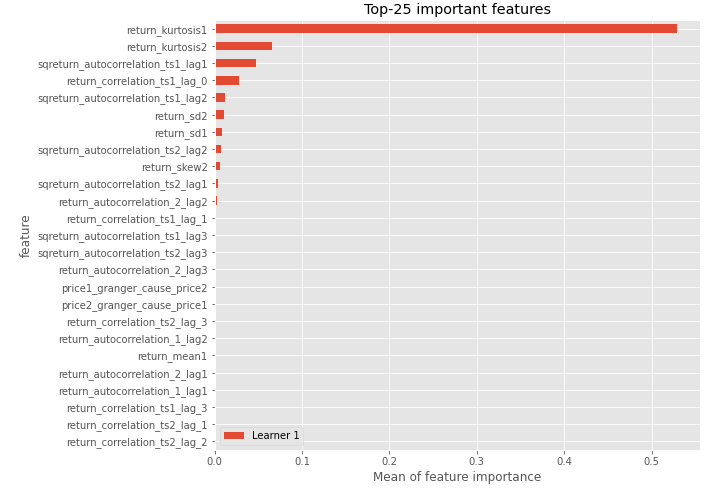 Top-25 important features
return_kurtosis1
return_kurtosis2
sqreturn_autocorrelation_ts1_lag1
return_correlation_ts1_lag_0
sqreturn_autocorrelation_ts1_lag2
return_sd2
return_sd1
sqreturn_autocorrelation_ts2_lag2
return_skew2
sqreturn_autocorrelation_ts2_lag1
return_autocorrelation_2_lag2
return_correlation_ts1_lag_1
sqreturn_autocorrelation_ts1_lag3
sqreturn_autocorrelation_ts2_lag3
return_autocorrelation_2_lag3
price1_granger_cause_price2
price2_granger_cause_price1
return_correlation_ts2_lag_3
return_autocorrelation_1_lag2
return_mean1
return_autocorrelation_2_lag1
return_autocorrelation_1_lag1
return_correlation_ts1_lag_3
return_correlation_ts2_lag_1
return_correlation_ts2_lag_2
feature
Learner 1
0.0 0.1 0.2 0.3 0.4 0.5
Mean of feature importance